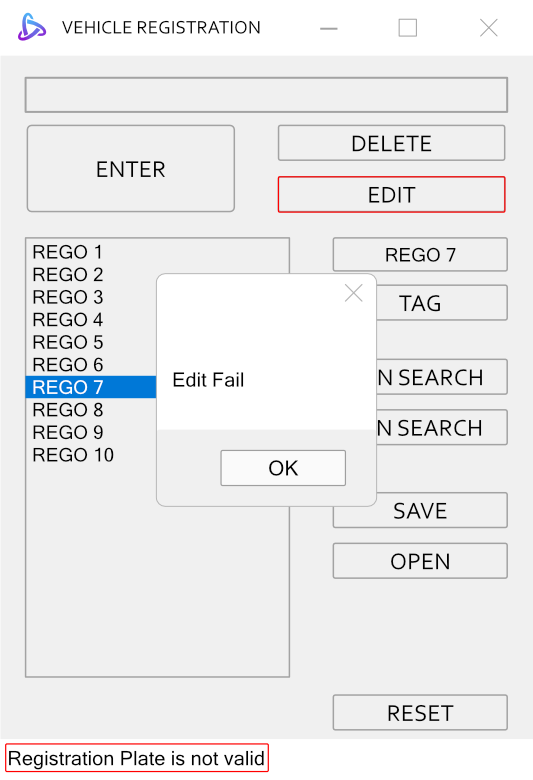 VEHICLE REGISTRATION
ENTER
DELETE
EDIT
REGO 1
REGO 2
REGO 3
REGO 4
REGO 5
REGO 6
REGO 7
REGO 8
REGO 9
REGO 10
REGO 7
TAG
N SEARCH
N SEARCH
Edit Fail
OK
SAVE
OPEN
RESET
Registration Plate is not valid